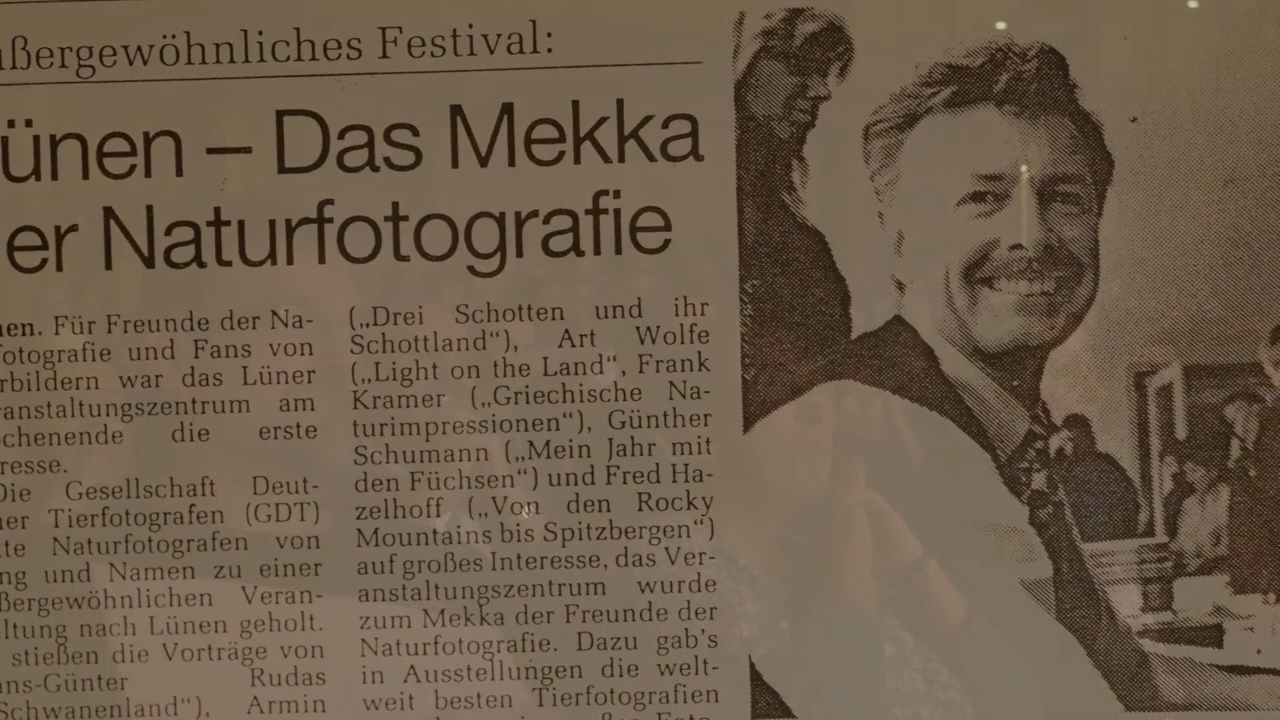 ußergewöhnliches Festival:
ünen – Das Mekka
er Naturfotografie
nen. Für Freunde der Na-
fotografie und Fans von
rbildern war das Lüner
ranstaltungszentrum am
ochenende die erste
resse.
Die Gesellschaft Deut-
her Tierfotografen (GDT)
tte Naturfotografen von
ng und Namen zu einer
ßergewöhnlichen Veran-
altung nach Lünen geholt.
stießen die Vorträge von
ans-Günter Rudas
Schwanenland"), Armin
(„Drei Schotten und ihr
Schottland"), Art Wolfe
(„Light on the Land", Frank
Kramer („Griechische Na-
turimpressionen"), Günther
Schumann („Mein Jahr mit
den Füchsen") und Fred Ha-
zelhoff („Von den Rocky
Mountains bis Spitzbergen")
auf großes Interesse, das Ver-
anstaltungszentrum wurde
zum Mekka der Freunde der
Naturfotografie. Dazu gab's
in Ausstellungen die welt-
weit besten Tierfotografien